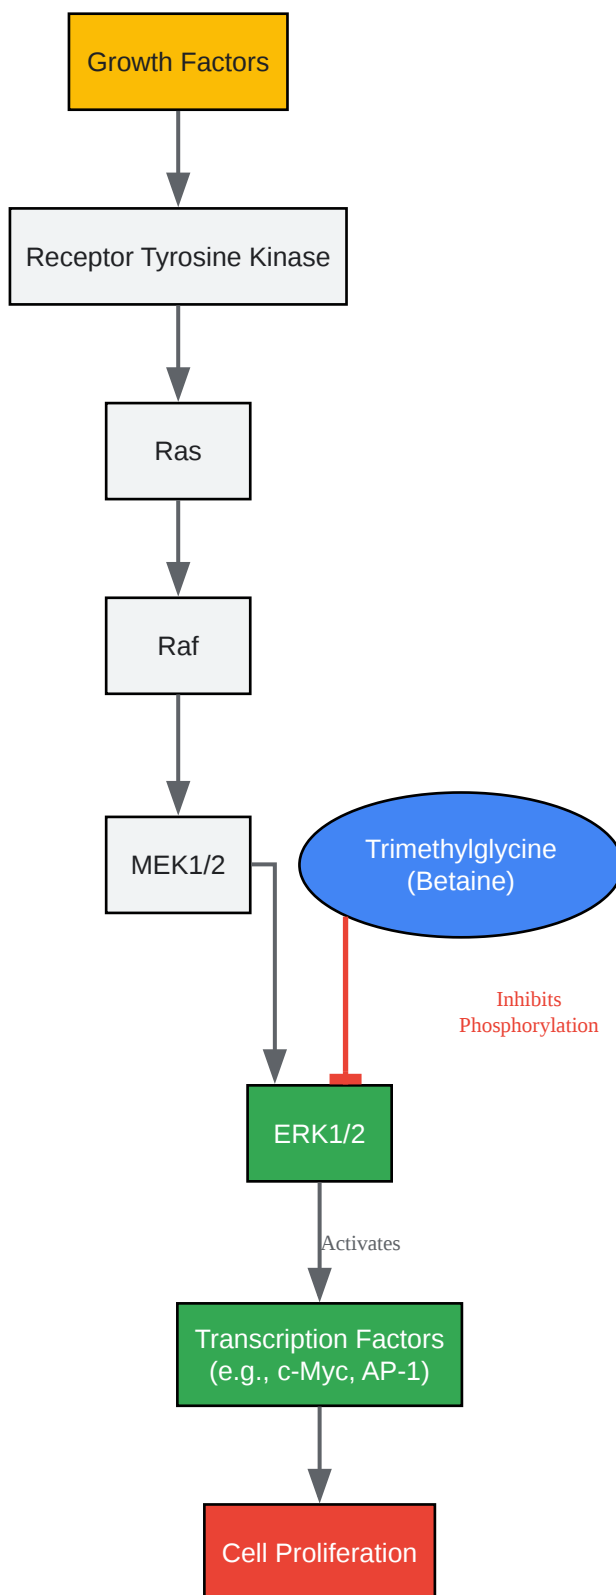 Growth Factors
Receptor Tyrosine Kinase
Ras
Raf
MEK1/2
Trimethylglycine
(Betaine)
Inhibits
Phosphorylation
ERK1/2
Activates
Transcription Factors
(e.g., c-Myc, AP-1)
Cell Proliferation